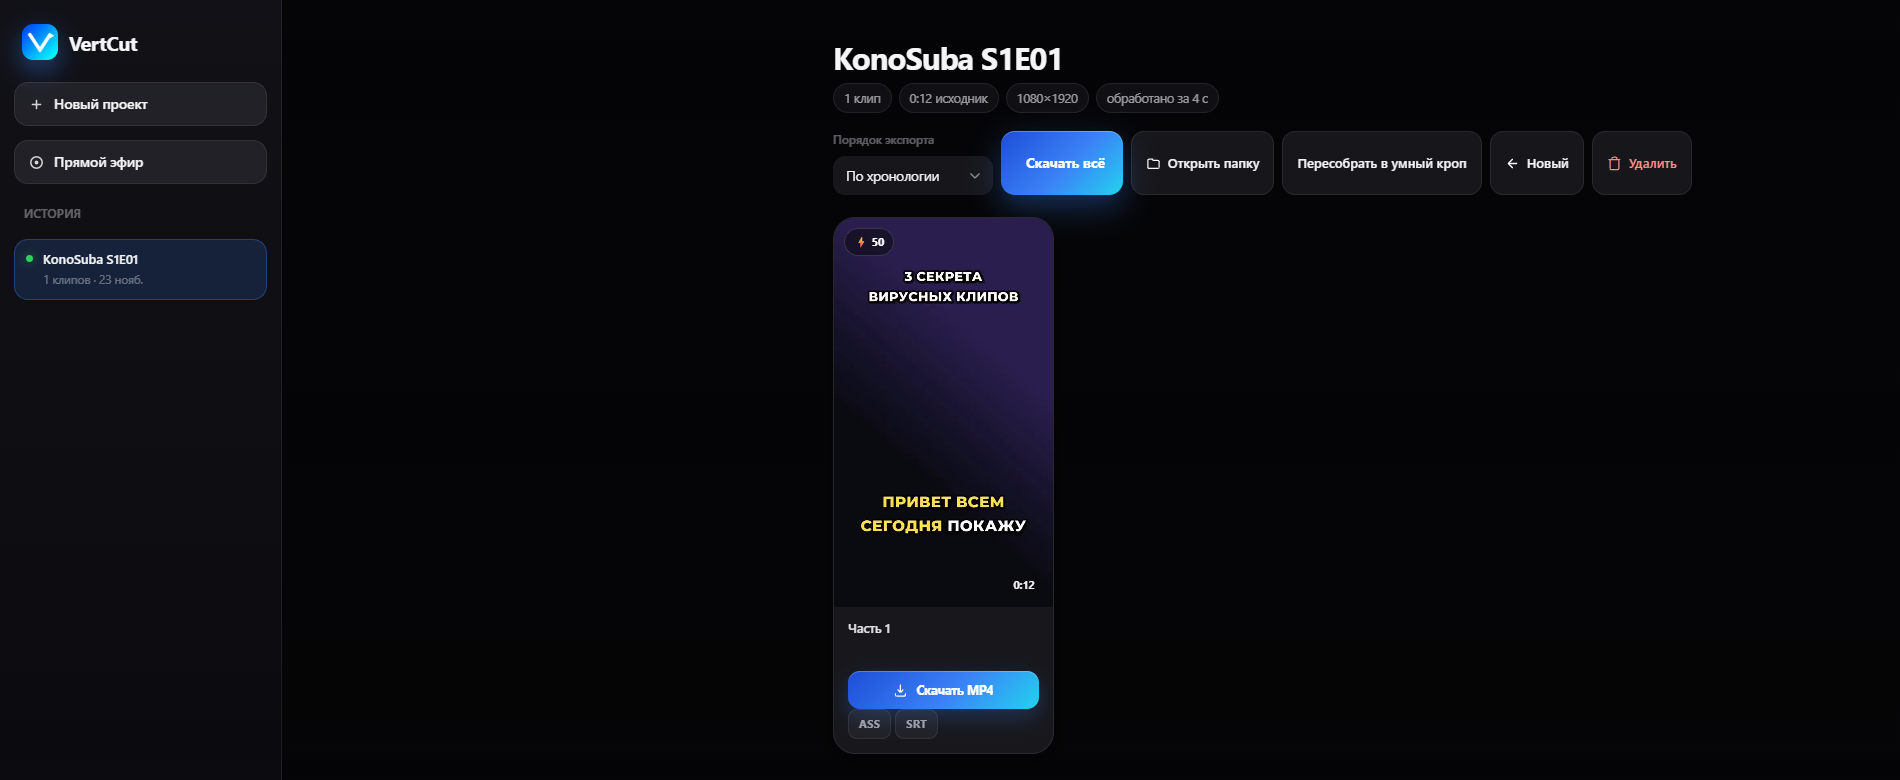 VertCut
Новый проект
Прямой эфир
ИСТОРИЯ
KonoSuba S1E01
1 клипов · 23 нояб.
KonoSuba S1E01
1 клип
0:12 исходник
1080×1920
обработано за 4 с
Порядок экспорта
По хронологии
Скачать всё
Открыть папку
Пересобрать в умный кроп
Новый
Удалить
50
3 СЕКРЕТА
ВИРУСНЫХ КЛИПОВ
ПРИВЕТ ВСЕМ
СЕГОДНЯ ПОКАЖУ
0:12
Часть 1
Скачать MP4
ASS
SRT